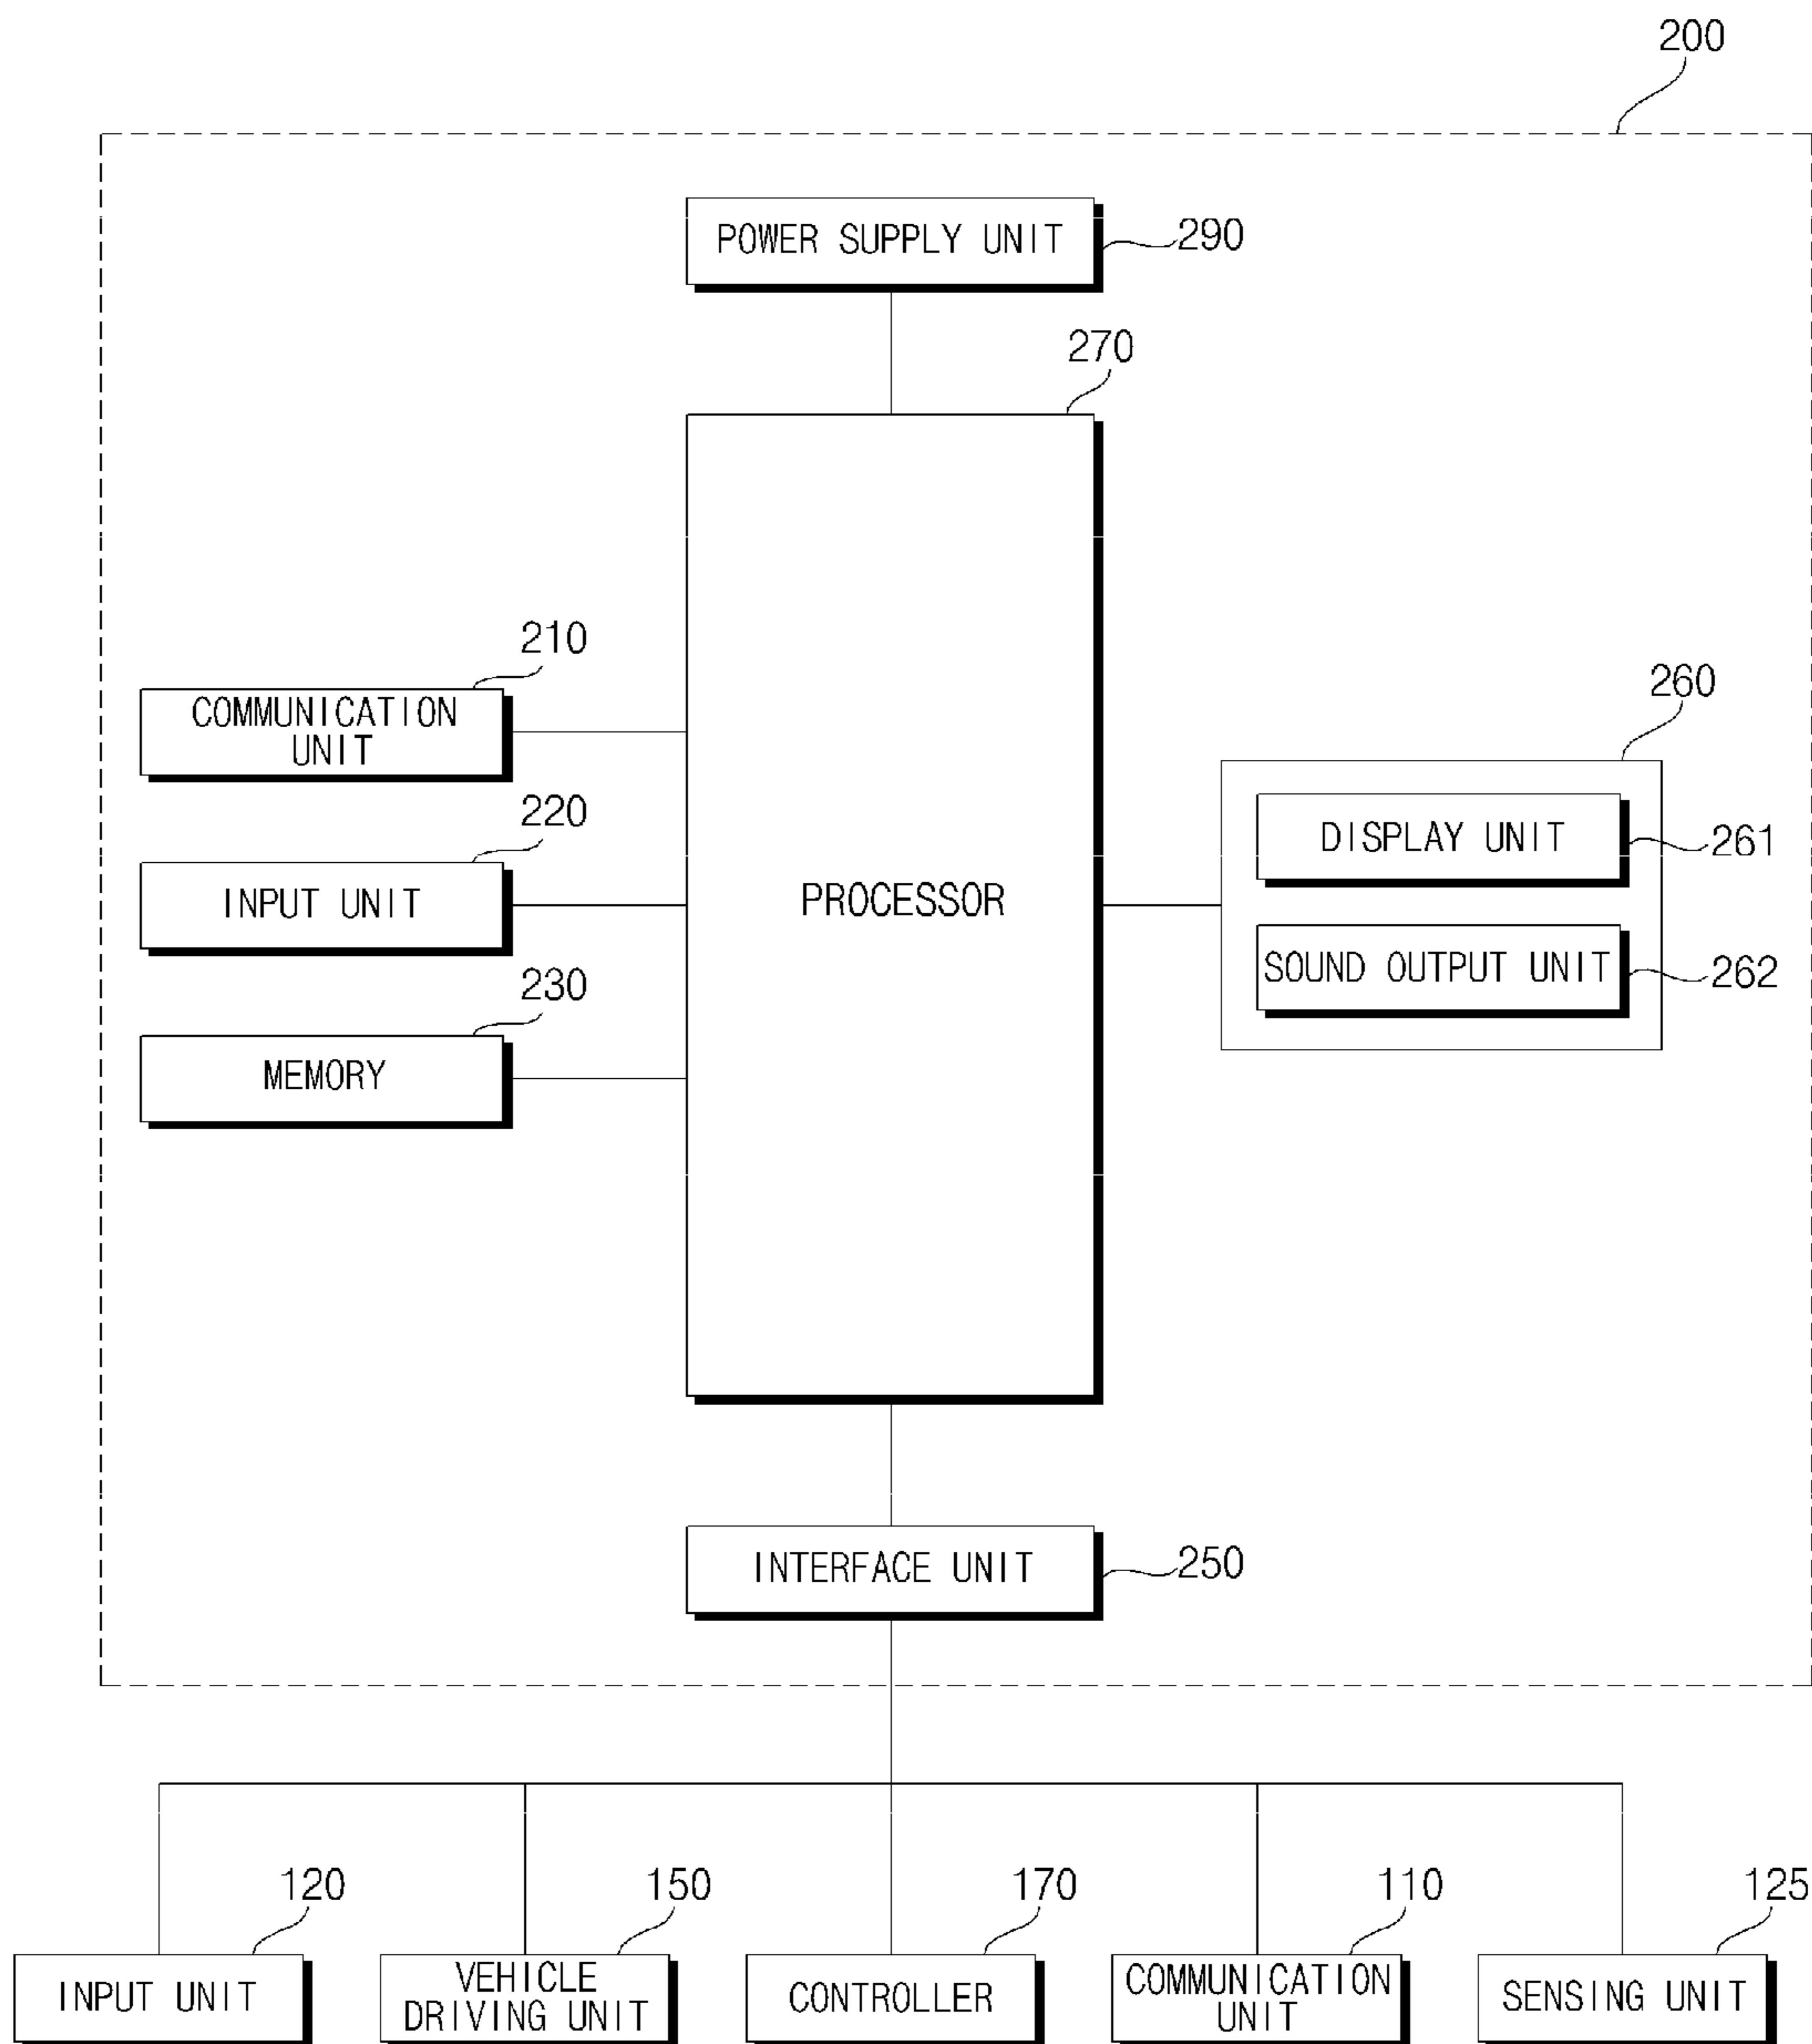 200
POWER SUPPLY UNIT
290
270
210
COMMUNICATION
UNIT
260
220
DISPLAY UNIT
261
INPUT UNIT
PROCESSOR
SOUND OUTPUT UNIT
262
230
MEMORY
INTERFACE UNIT
250
120
150
170
110
125
INPUT UNIT
VEHICLE
DRIVING UNIT
CONTROLLER
COMMUNICATION
UNIT
SENSING UNIT